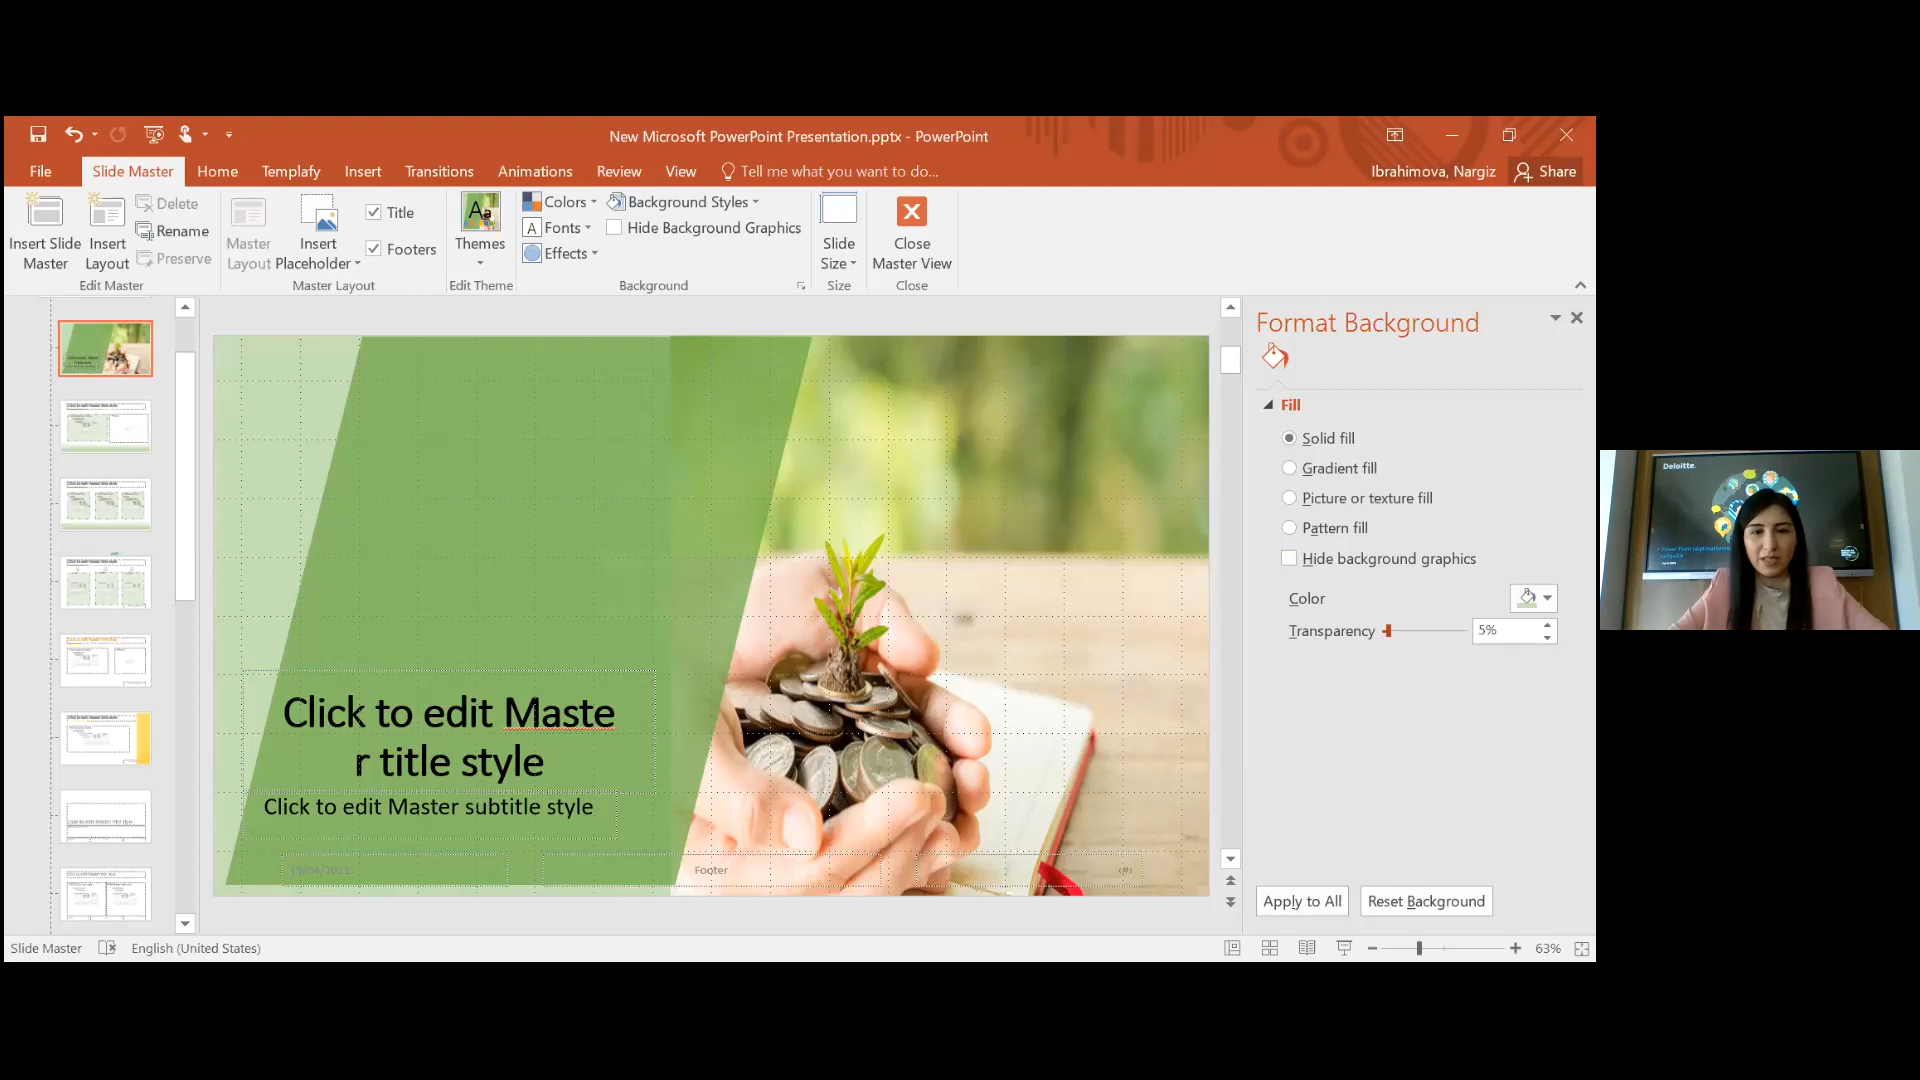 New Microsoft PowerPoint Presentation.pptx - PowerPoint
File Slide Master Home Templafy Insert Transitions Animations Review View Tell me what you want to do... Ibrahimova, Nargiz Share
Insert Slide Master
Insert Layout
Delete
Rename
Preserve
Edit Master
Master Layout
Insert Placeholder
Title
Footers
Master Layout
Themes
Edit Theme
Colors
Fonts
Effects
Background Styles
Hide Background Graphics
Background
Slide Size
Size
Close Master View
Close
Click to edit Maste
r title style
Click to edit Master subtitle style
13/04/2021
Footer
‹#›
Format Background
Fill
Solid fill
Gradient fill
Picture or texture fill
Pattern fill
Hide background graphics
Color
Transparency 5%
Apply to All Reset Background
Slide Master English (United States) 63%
Deloitte.